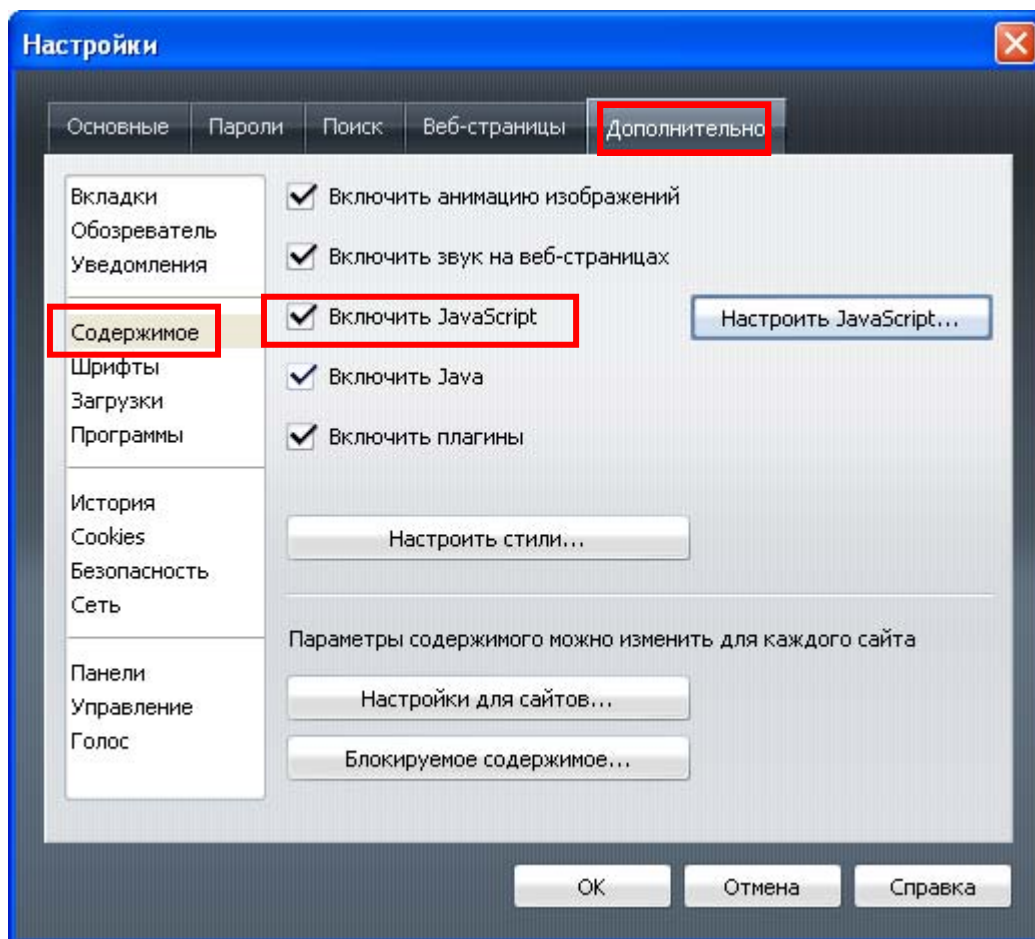 Настройки
Основные Пароли Поиск Веб-страницы Дополнительно
Вкладки
Обозреватель
Уведомления
Содержимое
Шрифты
Загрузки
Программы
История
Cookies
Безопасность
Сеть
Панели
Управление
Голос
Включить анимацию изображений
Включить звук на веб-страницах
Включить JavaScript
Настроить JavaScript...
Включить Java
Включить плагины
Настроить стили...
Параметры содержимого можно изменить для каждого сайта
Настройки для сайтов...
Блокируемое содержимое...
OK Отмена Справка